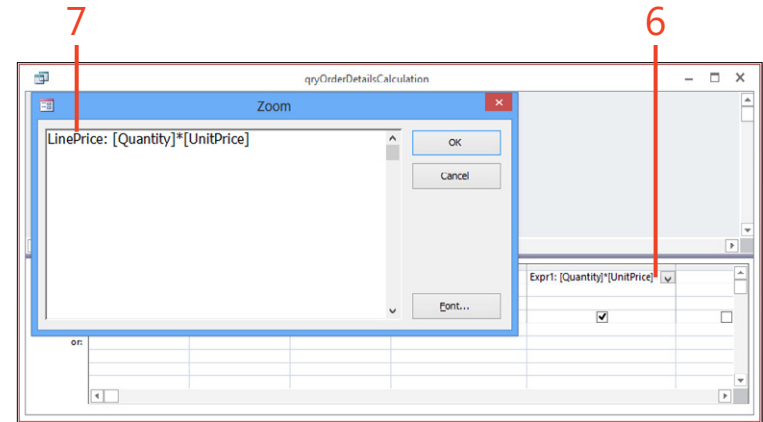 7
6
qryOrderDetailsCalculation
Zoom
LinePrice: [Quantity]*[UnitPrice]
OK
Cancel
Expr1: [Quantity]*[UnitPrice]
Font...
or: